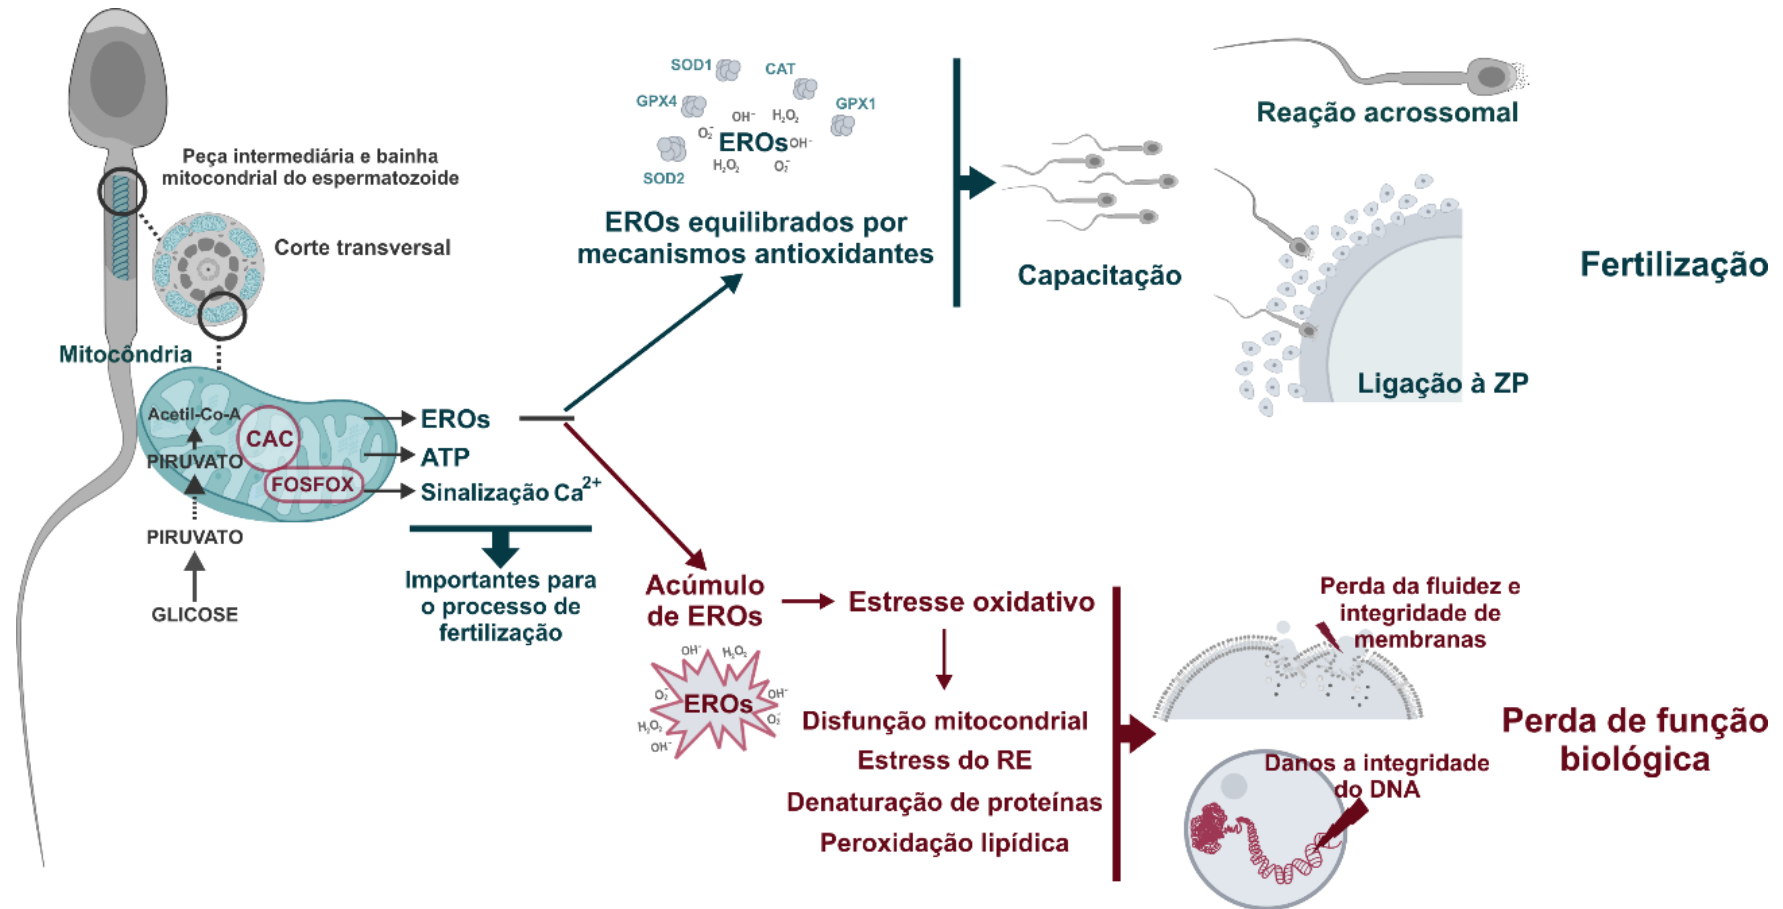 Peça intermediária e bainha
mitocondrial do espermatozoide
Corte transversal
Mitocôndria
Acetil-Co-A
CAC
PIRUVATO
FOSFOX
PIRUVATO
GLICOSE
EROs
ATP
Sinalização Ca²⁺
Importantes para
o processo de
fertilização
SOD1
CAT
GPX4
GPX1
OH⁻
H₂O₂
O₂⁻
EROs
OH⁻
H₂O₂
O₂⁻
SOD2
EROs equilibrados por
mecanismos antioxidantes
Capacitação
Reação acrossomal
Ligação à ZP
Fertilização
Acúmulo
de EROs
OH⁻
H₂O₂
O₂⁻
OH⁻
EROs
H₂O₂
O₂⁻
OH⁻
Estresse oxidativo
Disfunção mitocondrial
Estress do RE
Denaturação de proteínas
Peroxidação lipídica
Perda da fluidez e
integridade de
membranas
Danos a integridade
do DNA
Perda de função
biológica